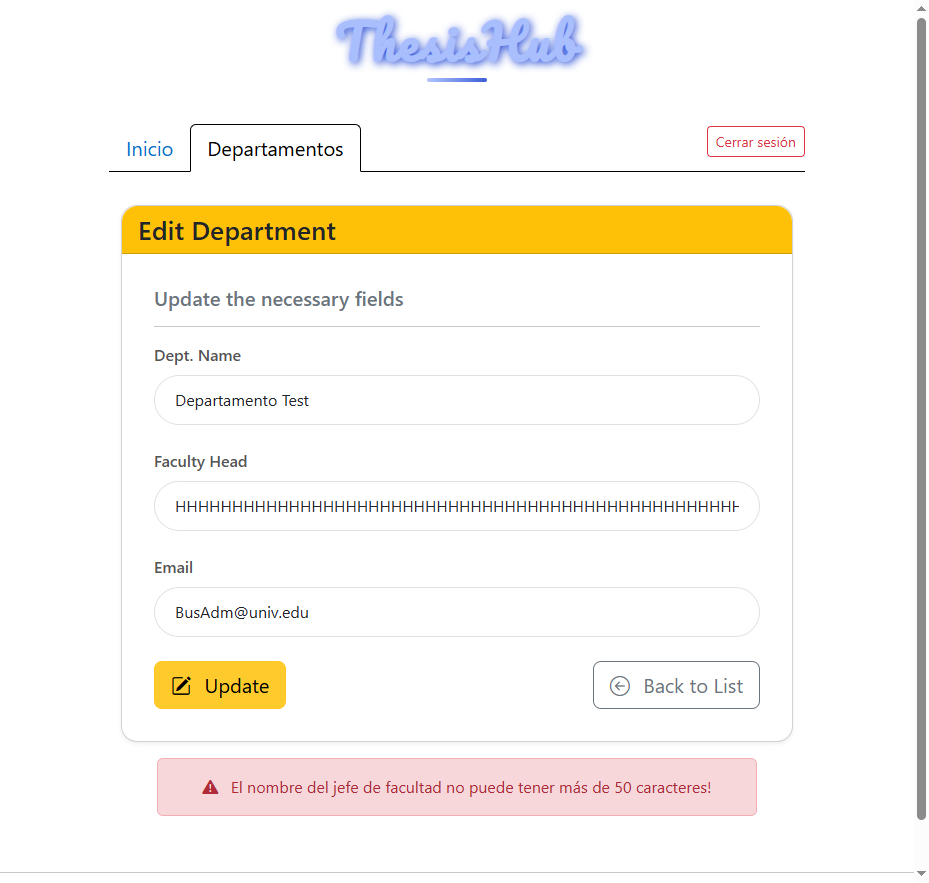 ThesisHub
Inicio
Departamentos
Cerrar sesión
Edit Department
Update the necessary fields
Dept. Name
Departamento Test
Faculty Head
HHHHHHHHHHHHHHHHHHHHHHHHHHHHHHHHHHHHHHHHHHHHHHHHHH
Email
BusAdm@univ.edu
Update
Back to List
El nombre del jefe de facultad no puede tener más de 50 caracteres!